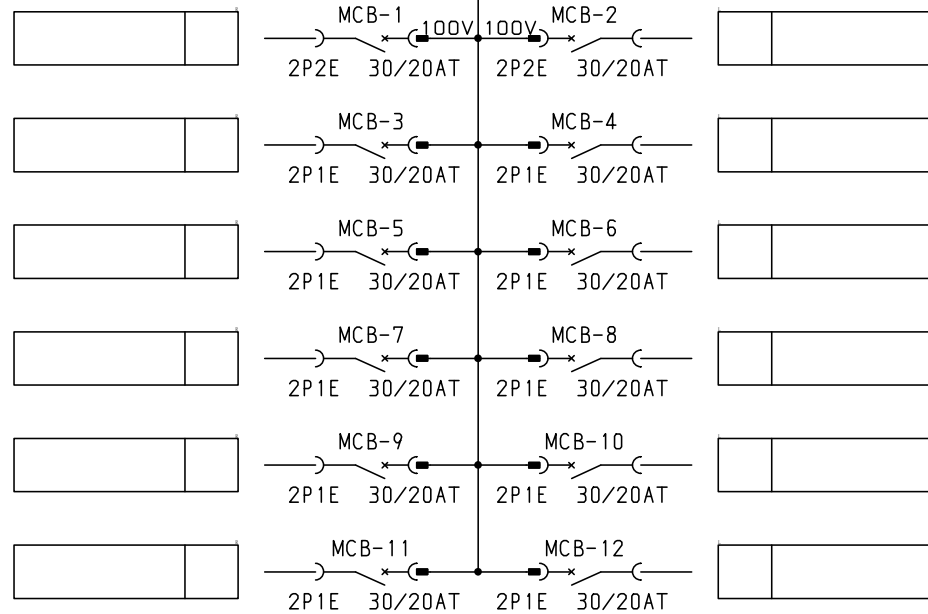 MCB-1 MCB-2
100V 100V
2P2E 30/20AT 2P2E 30/20AT
MCB-3 MCB-4
2P1E 30/20AT 2P1E 30/20AT
MCB-5 MCB-6
2P1E 30/20AT 2P1E 30/20AT
MCB-7 MCB-8
2P1E 30/20AT 2P1E 30/20AT
MCB-9 MCB-10
2P1E 30/20AT 2P1E 30/20AT
MCB-11 MCB-12
2P1E 30/20AT 2P1E 30/20AT